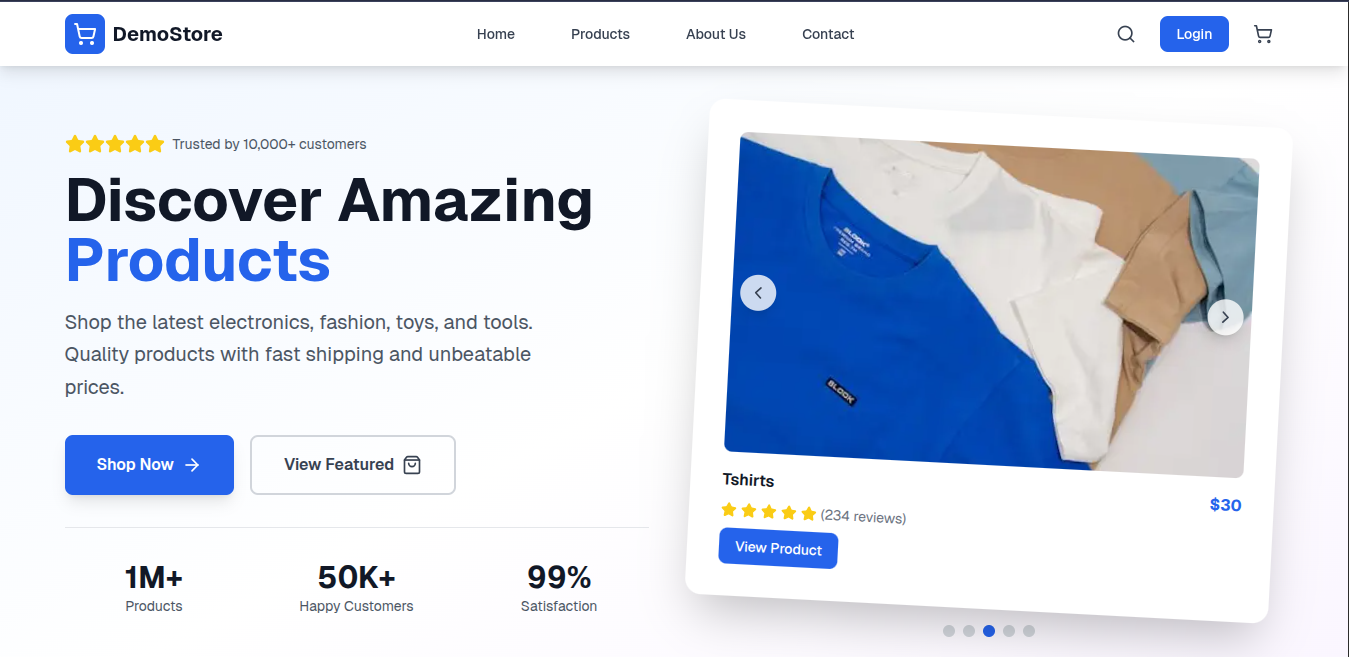 DemoStore
Home
Products
About Us
Contact
Login
Trusted by 10,000+ customers
Discover Amazing
Products
Shop the latest electronics, fashion, toys, and tools.
Quality products with fast shipping and unbeatable
prices.
Shop Now
View Featured
1M+
Products
50K+
Happy Customers
99%
Satisfaction
BLOOK
BLOOK
Tshirts
$30
(234 reviews)
View Product